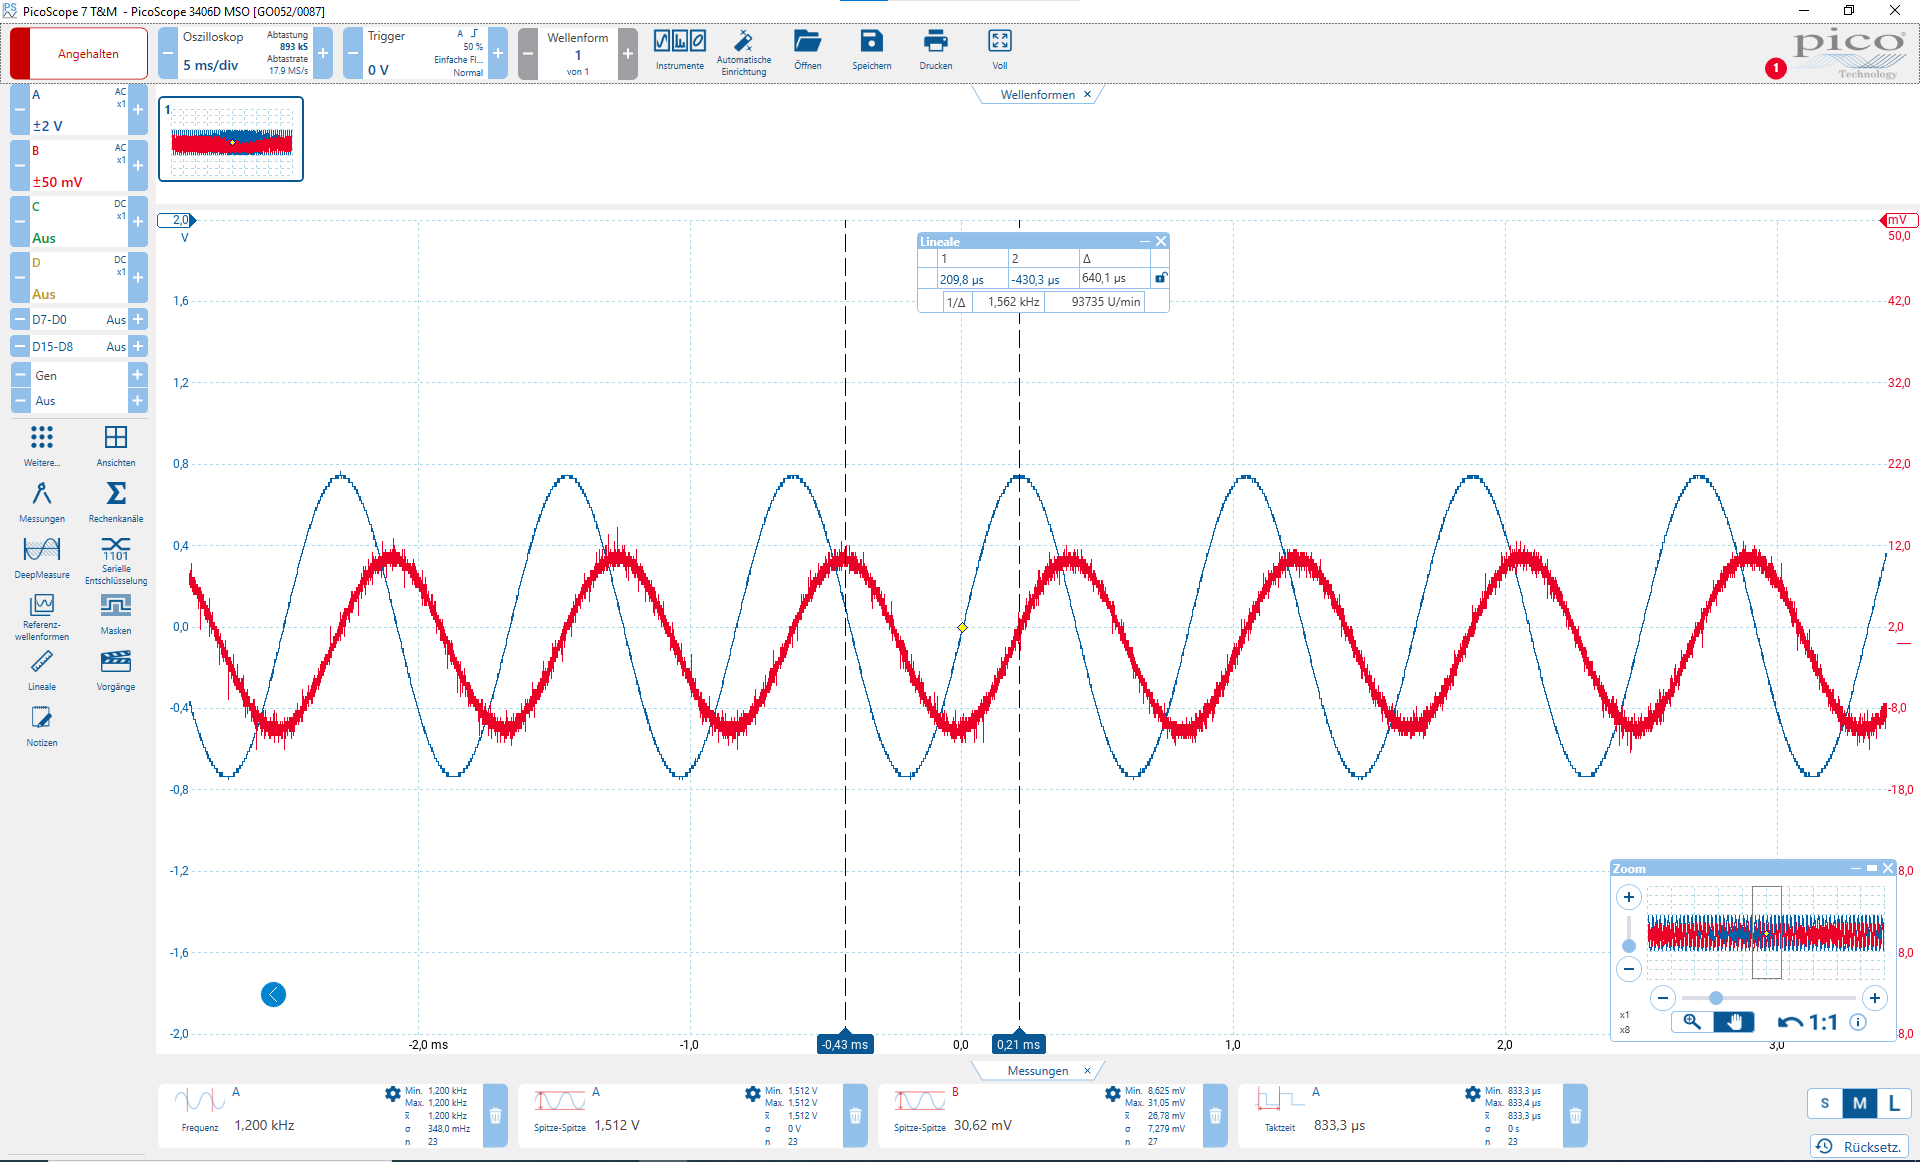 PicoScope 7 T&M - PicoScope 3406D MSO [GO052/0087]
Angehalten
Oszilloskop
5 ms/div
Abtastung
893 kS
Abtastrate
17.9 MS/s
Trigger
0 V
A
50 %
Einfache Fl...
Normal
Wellenform
1
von 1
Instrumente
Automatische
Einrichtung
Öffnen
Speichern
Drucken
Voll
1
pico
Technology
A
AC
x1
±2 V
B
AC
x1
±50 mV
C
DC
x1
Aus
D
DC
x1
Aus
D7-D0 Aus
D15-D8 Aus
Gen
Aus
Weitere...
Ansichten
Messungen
Rechenkanäle
DeepMeasure
1101
Serielle
Entschlüsselung
Referenz-
wellenformen
Masken
Lineale
Vorgänge
Notizen
1
Wellenformen ×
2,0
V
1,6
1,2
0,8
0,4
0,0
-0,4
-0,8
-1,2
-1,6
-2,0
mV
50,0
42,0
32,0
22,0
12,0
2,0
-8,0
-18,0
8,0
8,0
8,0
Lineale
1 2 Δ
209,8 µs -430,3 µs 640,1 µs
1/Δ 1,562 kHz 93735 U/min
Zoom
x1
x8
1:1
-2,0 ms
-1,0
-0,43 ms
0,0
0,21 ms
1,0
2,0
3,0
Messungen ×
A
Frequenz 1,200 kHz
Min. 1,200 kHz
Max. 1,200 kHz
x̄ 1,200 kHz
σ 348,0 mHz
n 23
A
Spitze-Spitze 1,512 V
Min. 1,512 V
Max. 1,512 V
x̄ 1,512 V
σ 0 V
n 23
B
Spitze-Spitze 30,62 mV
Min. 8,625 mV
Max. 31,05 mV
x̄ 26,78 mV
σ 7,279 mV
n 27
A
Taktzeit 833,3 µs
Min. 833,3 µs
Max. 833,4 µs
x̄ 833,3 µs
σ 0 s
n 23
S M L
Rücksetz.